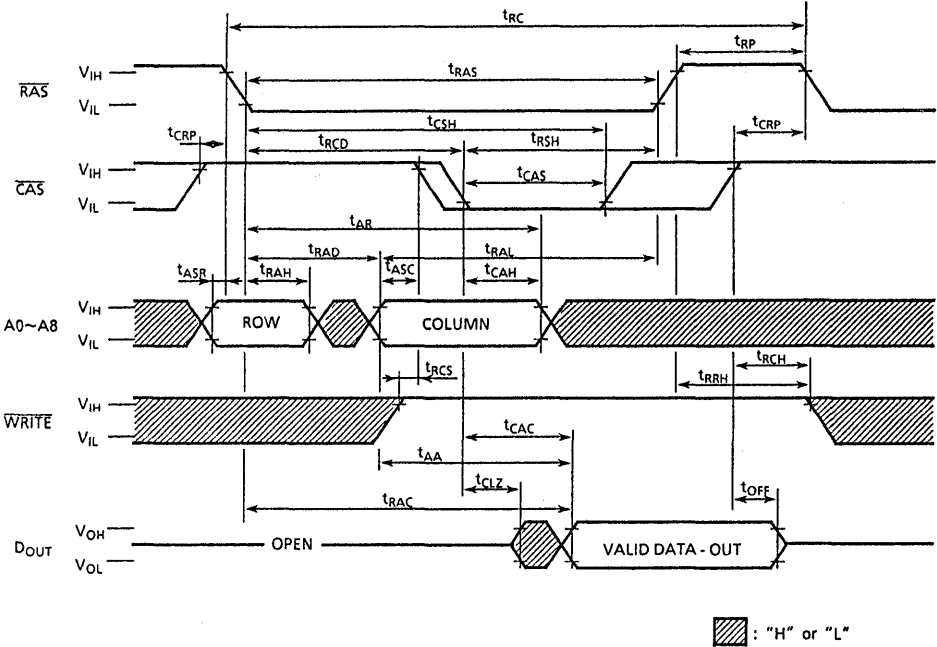 tRC
tRP
VIH
tRAS
RAS
VIL
tCRP
tCSH
tCRP
tRCD
tRSH
VIH
tCAS
CAS
VIL
tAR
tRAD
tRAL
tASR
tRAH
tASC
tCAH
VIH
A0~A8
ROW
COLUMN
VIL
tRCH
tRCS
tRRH
VIH
WRITE
VIL
tCAC
tAA
tCLZ
tOFF
tRAC
VOH
DOUT
OPEN
VALID DATA - OUT
VOL
: "H" or "L"